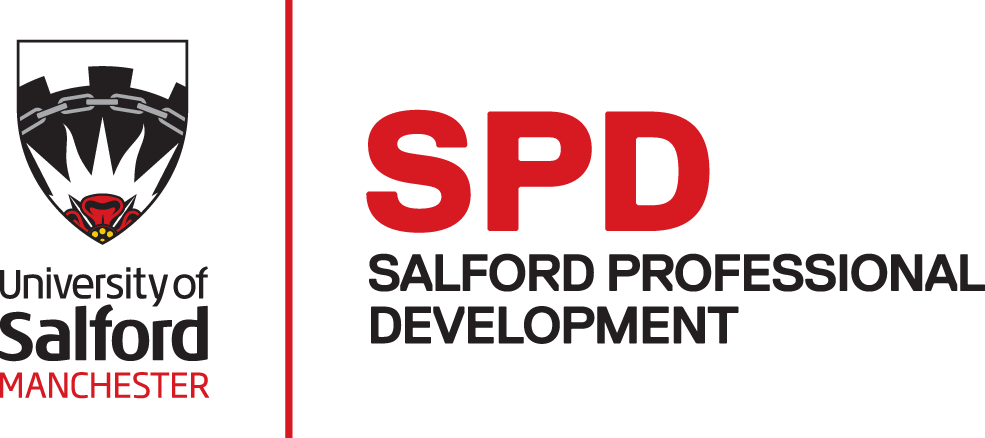 University of
Salford
MANCHESTER
SPD
SALFORD PROFESSIONAL
DEVELOPMENT